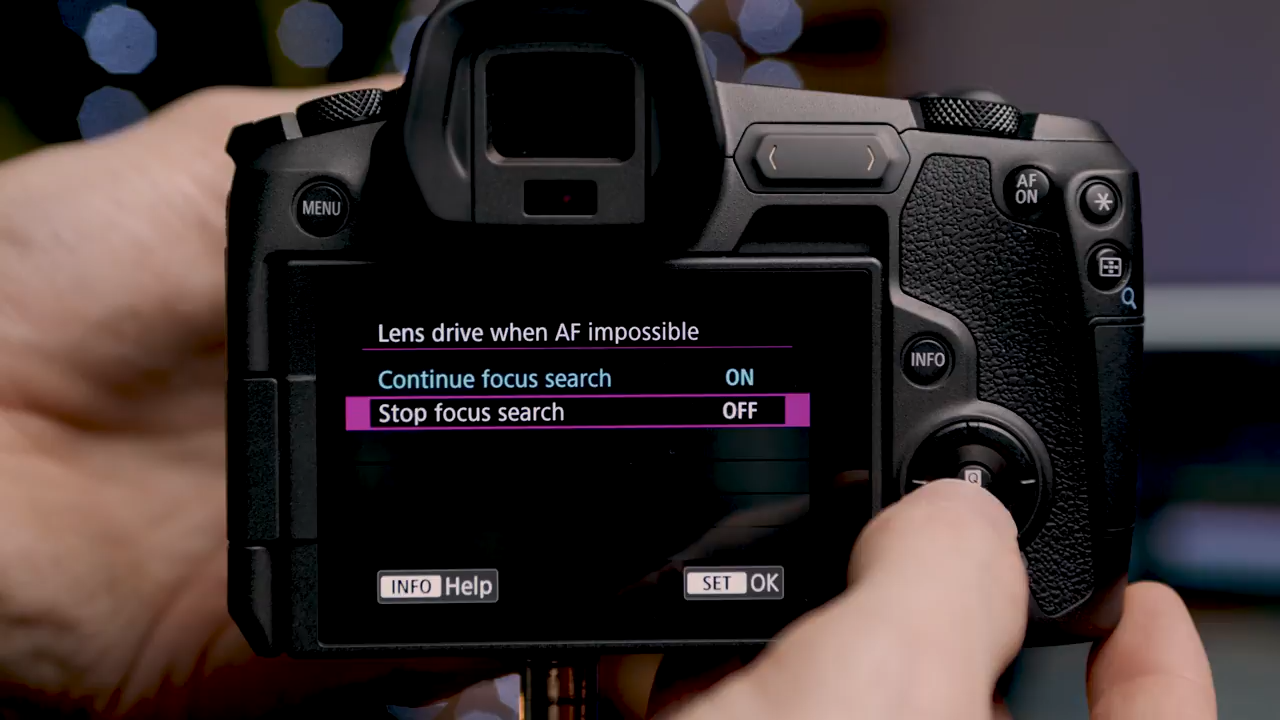 MENU
AF
ON
INFO
Q
Lens drive when AF impossible
Continue focus search ON
Stop focus search OFF
INFO Help
SET OK